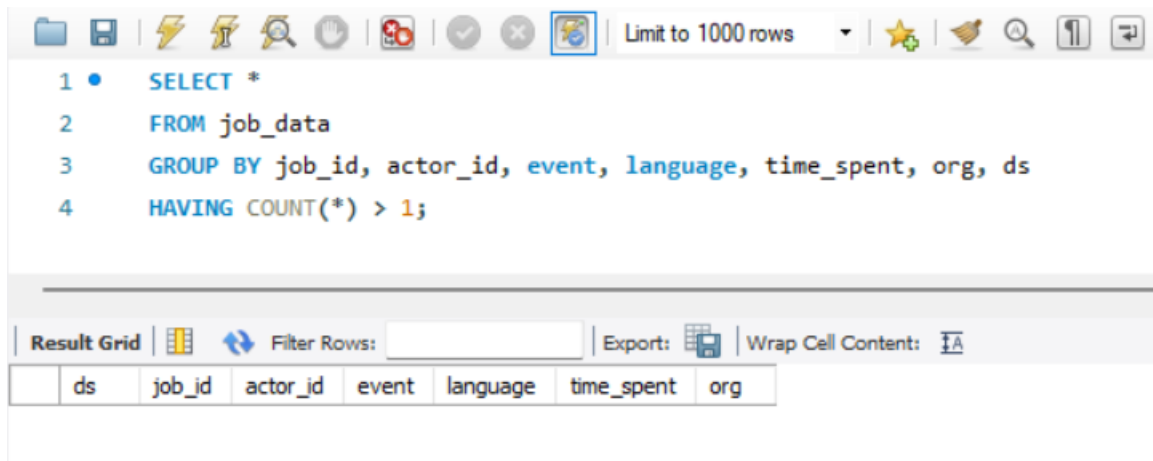 Limit to 1000 rows
1 SELECT *
2 FROM job_data
3 GROUP BY job_id, actor_id, event, language, time_spent, org, ds
4 HAVING COUNT(*) > 1;
Result Grid Filter Rows: Export: Wrap Cell Content: IA
ds job_id actor_id event language time_spent org